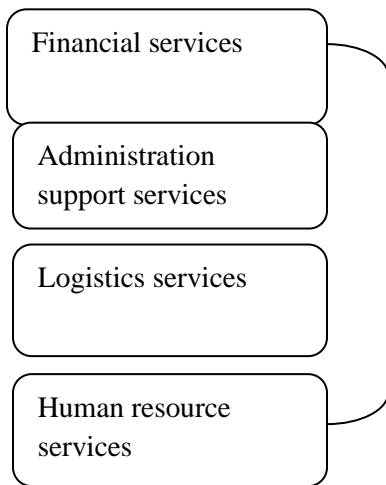 Financial services
Administration
support services
Logistics services
Human resource
services